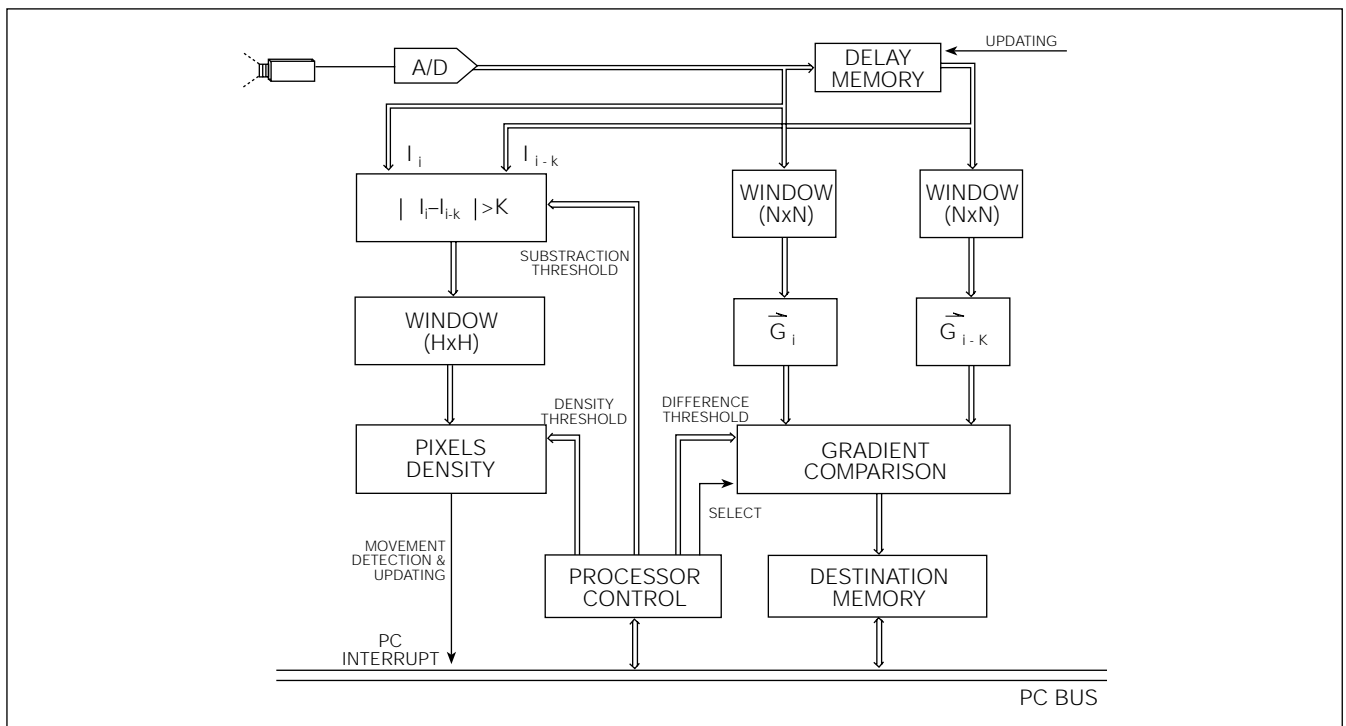 UPDATING
A/D
DELAY
MEMORY
I i
I i - k
| Ii–Ii-k | >K
WINDOW
(NxN)
WINDOW
(NxN)
SUBSTRACTION
THRESHOLD
WINDOW
(HxH)
G i
G i - K
DENSITY
THRESHOLD
DIFFERENCE
THRESHOLD
PIXELS
DENSITY
GRADIENT
COMPARISON
SELECT
MOVEMENT
DETECTION &
UPDATING
PROCESSOR
CONTROL
DESTINATION
MEMORY
PC
INTERRUPT
PC BUS